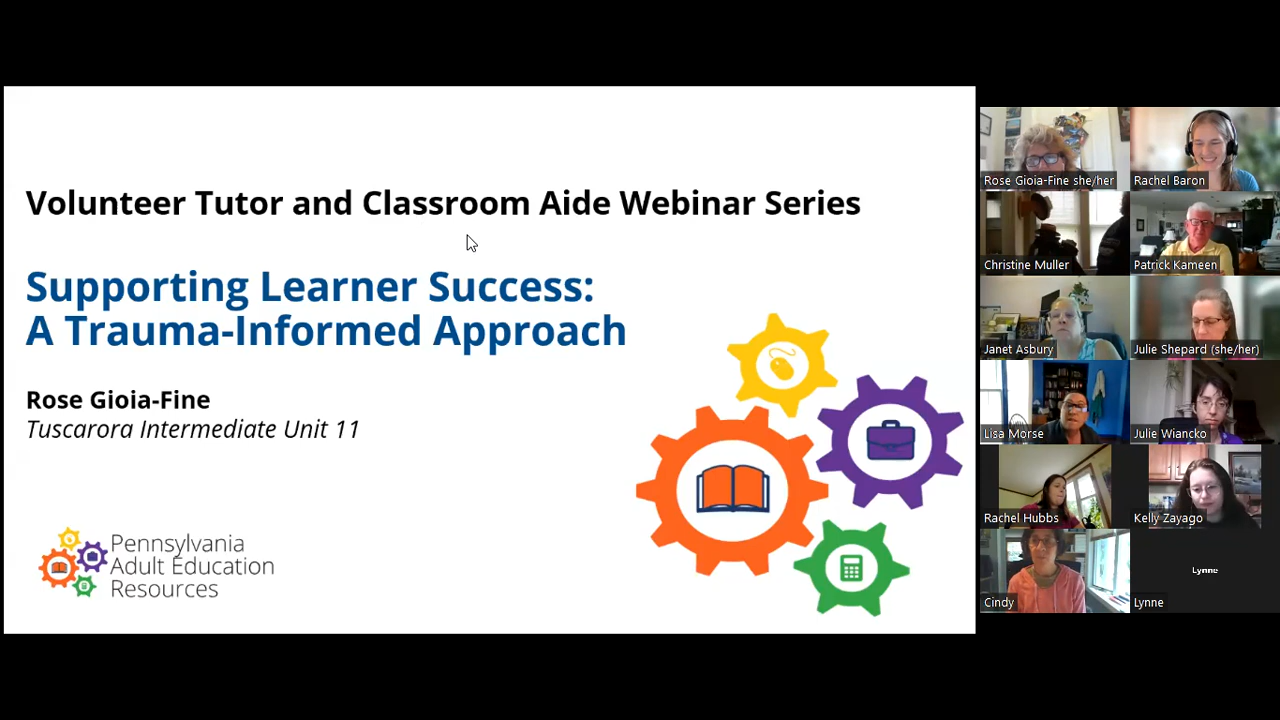 Volunteer Tutor and Classroom Aide Webinar Series
Supporting Learner Success:
A Trauma-Informed Approach
Rose Gioia-Fine
Tuscarora Intermediate Unit 11
Pennsylvania
Adult Education
Resources
Rose Gioia-Fine she/her
Rachel Baron
Christine Muller
Patrick Kameen
Janet Asbury
Julie Shepard (she/her)
Lisa Morse
Julie Wiancko
Rachel Hubbs
Kelly Zayago
Cindy
Lynne
Lynne